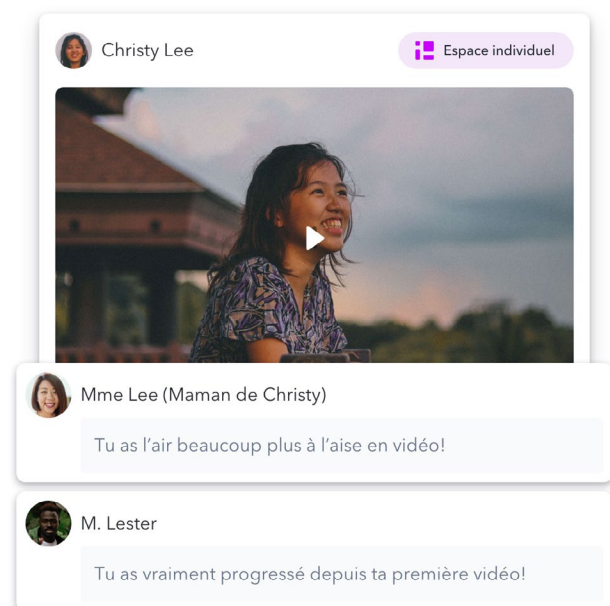 Christy Lee
Espace individuel
Mme Lee (Maman de Christy)
Tu as l’air beaucoup plus à l’aise en vidéo!
M. Lester
Tu as vraiment progressé depuis ta première vidéo!